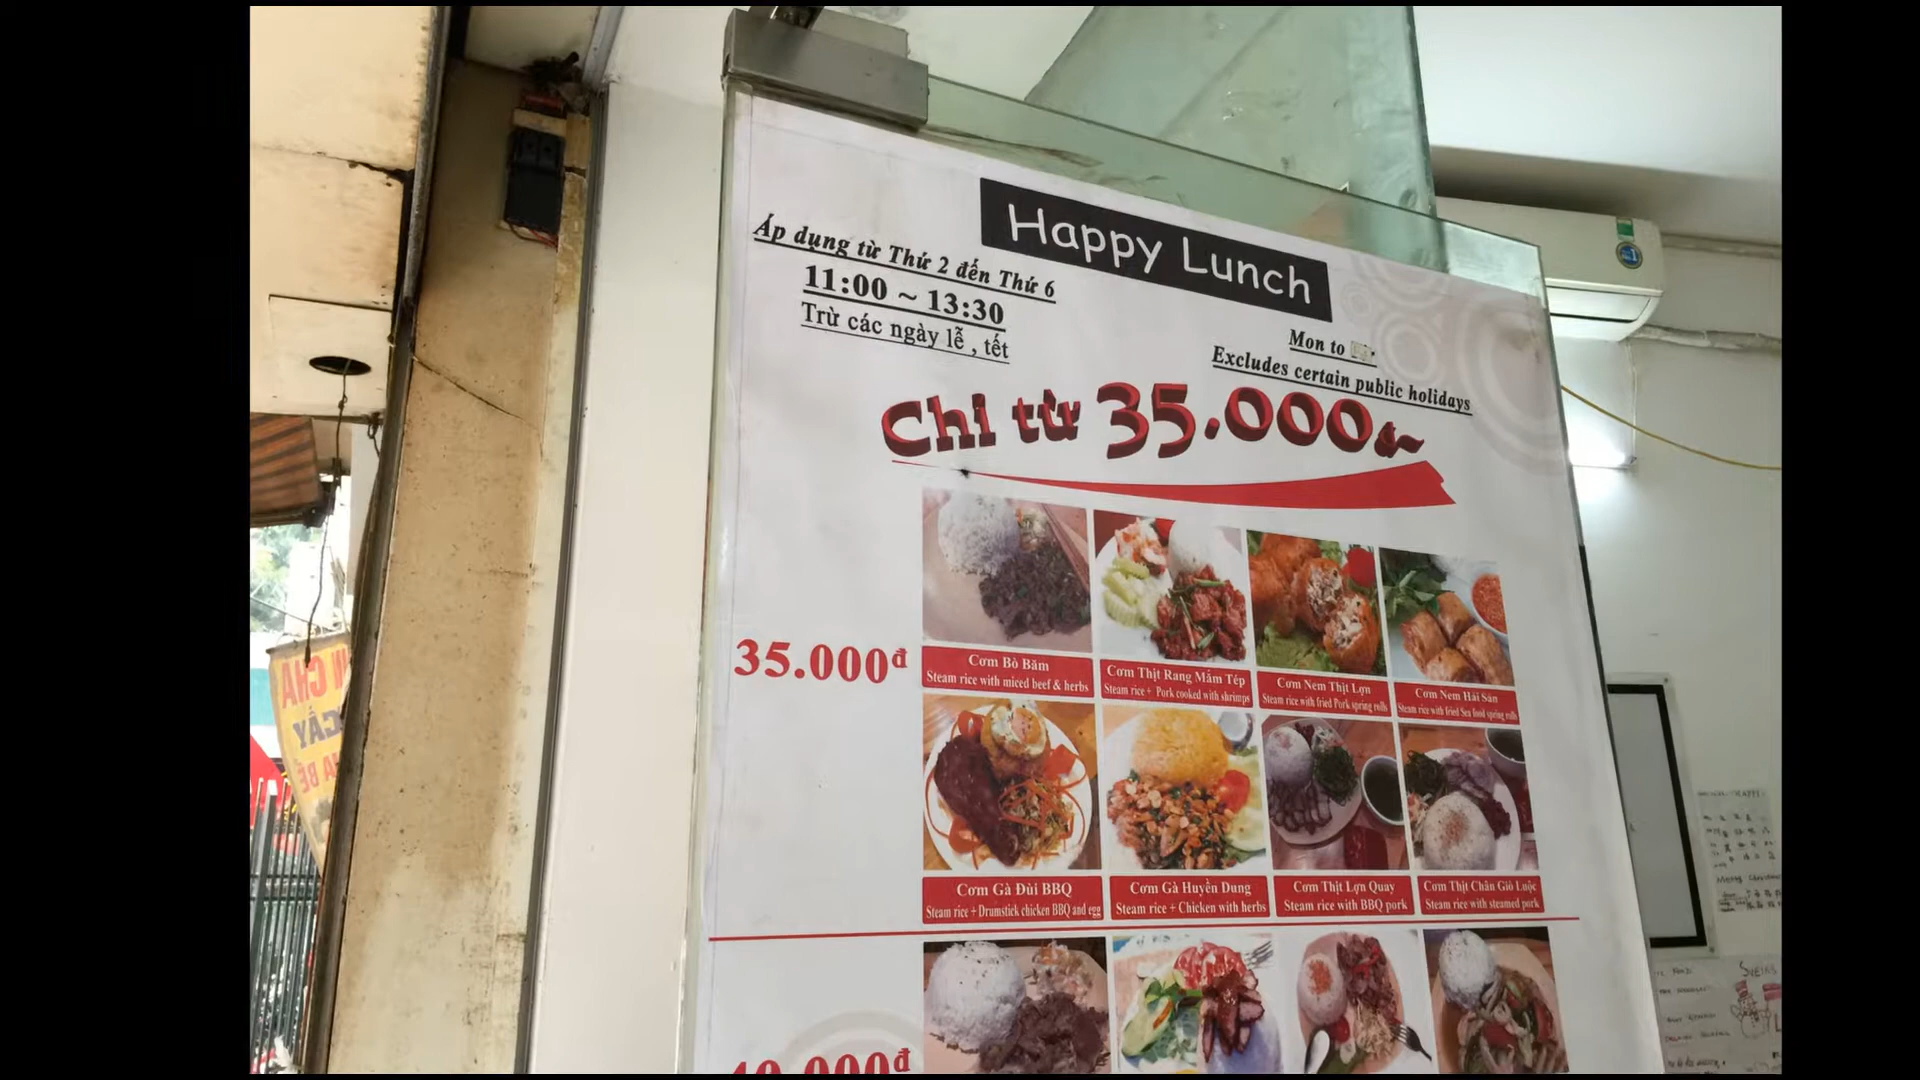 Happy Lunch
Áp dụng từ Thứ 2 đến Thứ 6
11:00 ~ 13:30
Trừ các ngày lễ , tết
Mon to
Excludes certain public holidays
Chỉ từ 35.000đ~
35.000đ
Cơm Bò Băm
Steam rice with miced beef & herbs
Cơm Thịt Rang Mắm Tép
Steam rice + Pork cooked with shrimps
Cơm Nem Thịt Lợn
Steam rice with fried Pork spring rolls
Cơm Nem Hải Sản
Steam rice with fried Sea food spring rolls
Cơm Gà Đùi BBQ
Steam rice + Drumstick chicken BBQ and egg
Cơm Gà Huyền Dung
Steam rice + Chicken with herbs
Cơm Thịt Lợn Quay
Steam rice with BBQ pork
Cơm Thịt Chân Giò Luộc
Steam rice with steamed pork
40.000đ